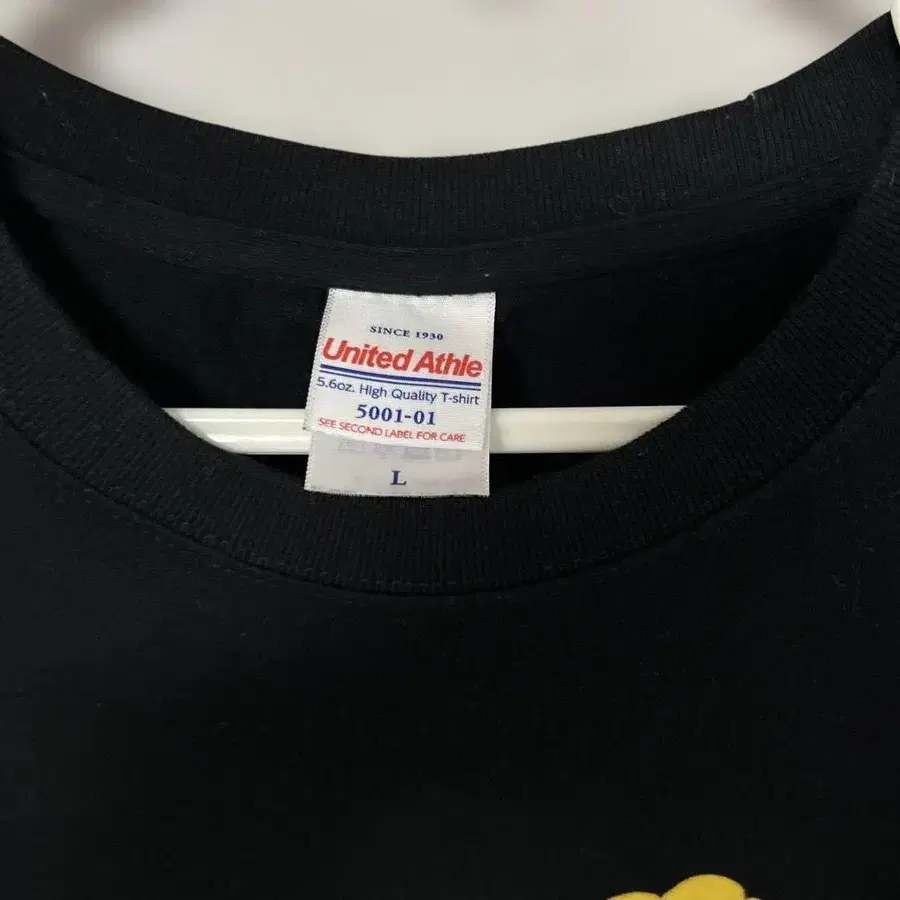 SINCE 1930
United Athle
5.6oz. High Quality T-shirt
5001-01
SEE SECOND LABEL FOR CARE
L